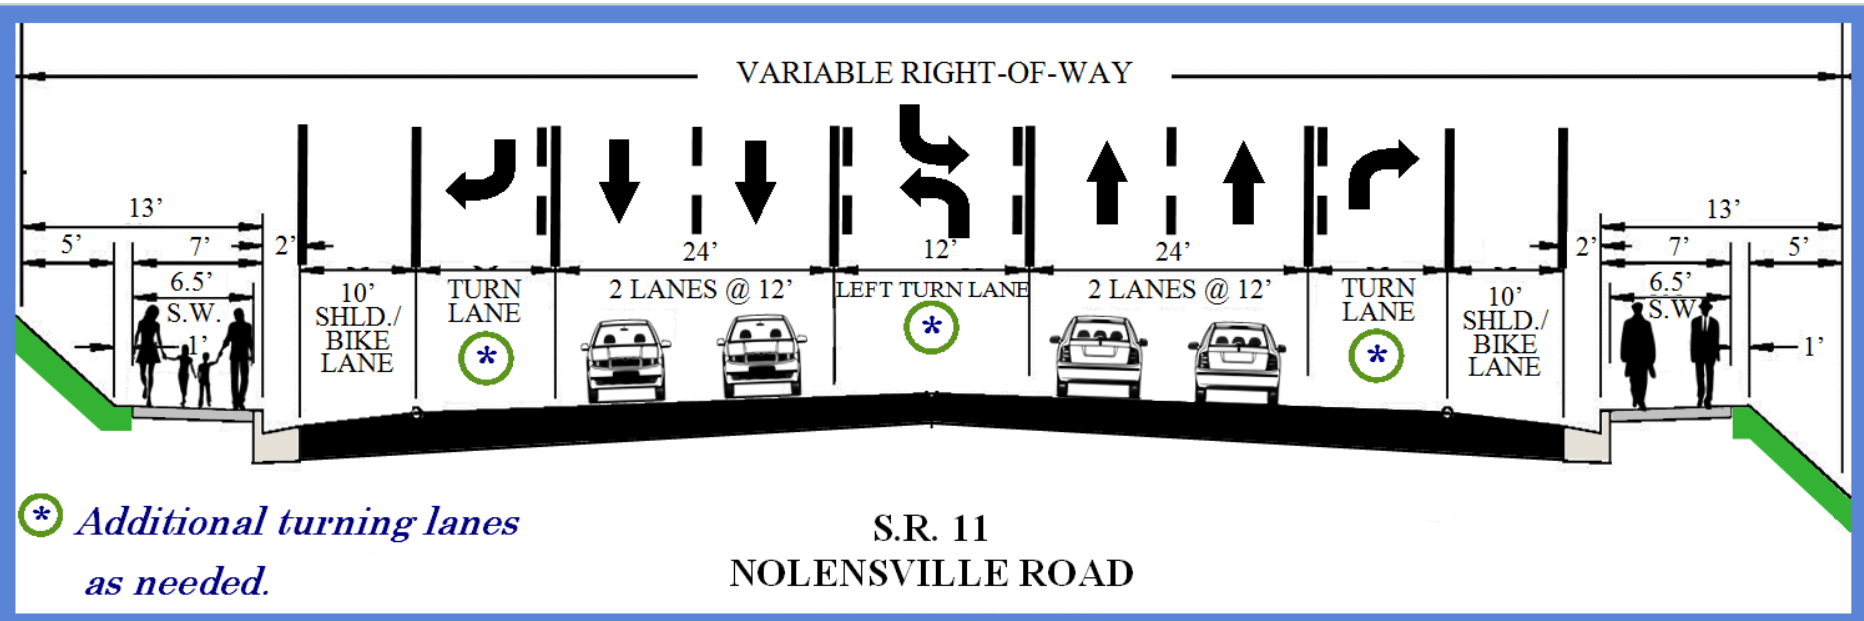 VARIABLE RIGHT-OF-WAY
13’
13’
5’
7’
2’
24’
12’
24’
2’
7’
5’
6.5’
S.W.
1’
10’
SHLD./
BIKE
LANE
TURN
LANE
*
2 LANES @ 12’
LEFT TURN LANE
*
2 LANES @ 12’
TURN
LANE
*
10’
SHLD./
BIKE
LANE
6.5’
S.W
1’
* Additional turning lanes
as needed.
S.R. 11
NOLENSVILLE ROAD